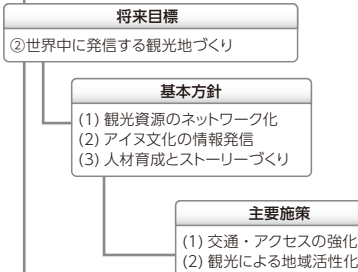 将来目標
②世界中に発信する観光地づくり
基本方針
(1) 観光資源のネットワーク化
(2) アイヌ文化の情報発信
(3) 人材育成とストーリーづくり
主要施策
(1) 交通・アクセスの強化
(2) 観光による地域活性化